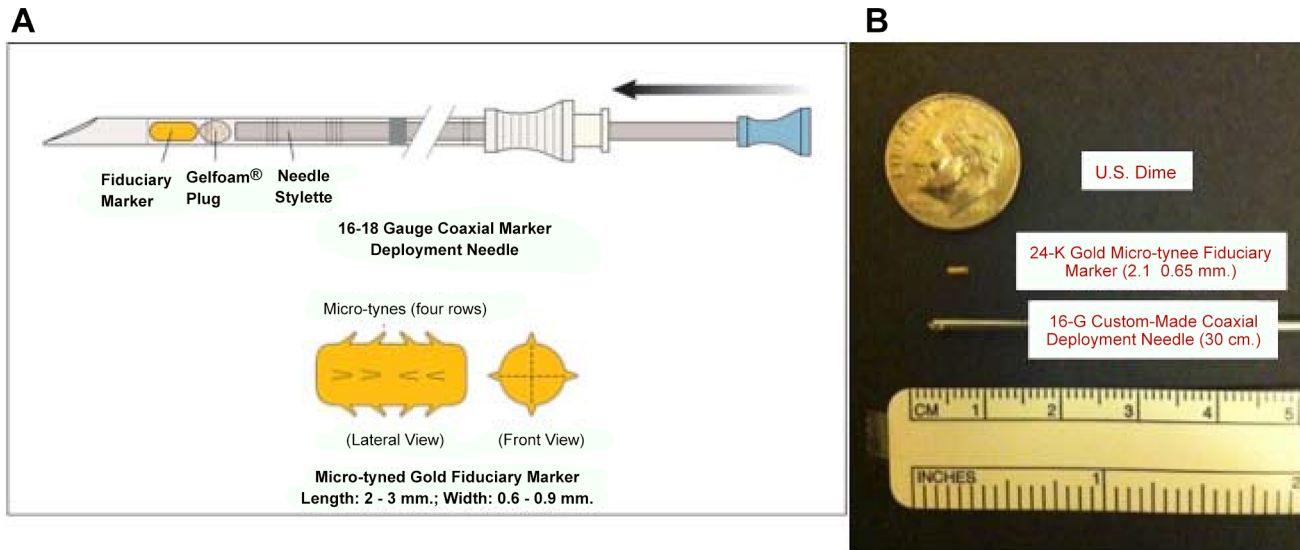 A
Fiduciary
Marker
Gelfoam®
Plug
Needle
Stylette
16-18 Gauge Coaxial Marker
Deployment Needle
Micro-tynes (four rows)
(Lateral View)
(Front View)
Micro-tyned Gold Fiduciary Marker
Length: 2 - 3 mm.; Width: 0.6 - 0.9 mm.
B
U.S. Dime
24-K Gold Micro-tynee Fiduciary
Marker (2.1 0.65 mm.)
16-G Custom-Made Coaxial
Deployment Needle (30 cm.)
CM 1 2 3 4 5
INCHES 1 2